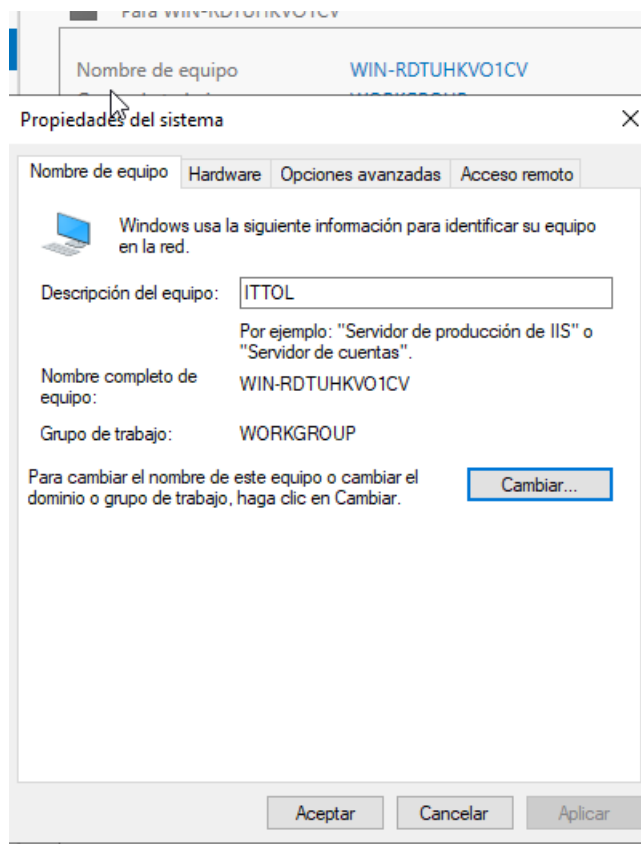 Para WIN-RDTUHKVO1CV
Nombre de equipo WIN-RDTUHKVO1CV
WORKGROUP
Propiedades del sistema
Nombre de equipo Hardware Opciones avanzadas Acceso remoto
Windows usa la siguiente información para identificar su equipo
en la red.
Descripción del equipo: ITTOL
Por ejemplo: "Servidor de producción de IIS" o
"Servidor de cuentas".
Nombre completo de
equipo: WIN-RDTUHKVO1CV
Grupo de trabajo: WORKGROUP
Para cambiar el nombre de este equipo o cambiar el
dominio o grupo de trabajo, haga clic en Cambiar.
Cambiar...
Aceptar Cancelar Aplicar